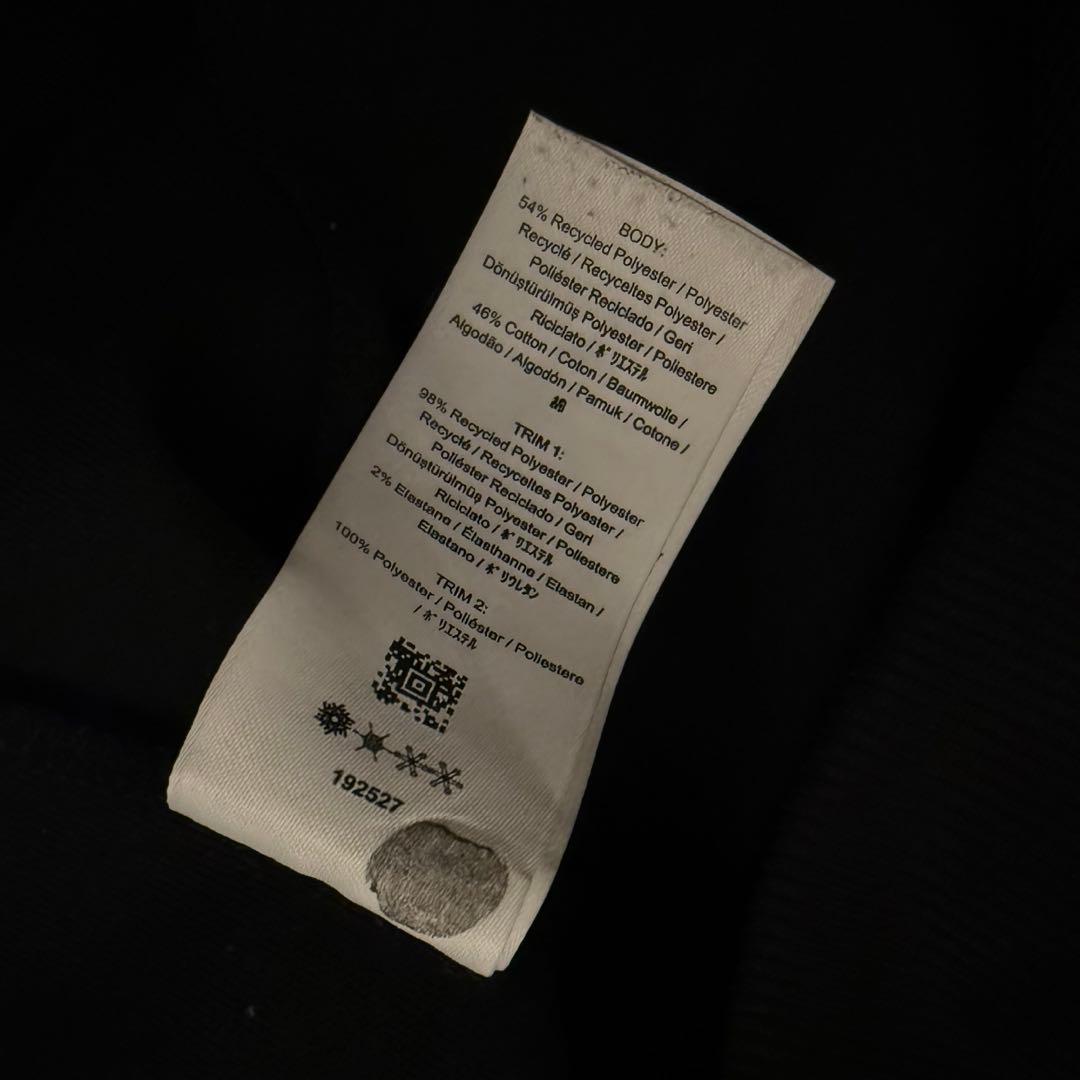 BODY:
54% Recycled Polyester / Polyester
Recyclé / Recyceltes Polyester /
Poliéster Reciclado / Geri
Dönüştürülmüş Polyester / Poliestere
Riciclato / ポリエステル
46% Cotton / Coton / Baumwolle /
Algodão / Algodón / Pamuk / Cotone /
綿
TRIM 1:
98% Recycled Polyester / Polyester
Recyclé / Recyceltes Polyester /
Poliéster Reciclado / Geri
Dönüştürülmüş Polyester / Poliestere
Riciclato / ポリエステル
2% Elastane / Élasthanne / Elastan /
Elastano / ポリウレタン
TRIM 2:
100% Polyester / Poliéster / Poliestere
/ ポリエステル
192527